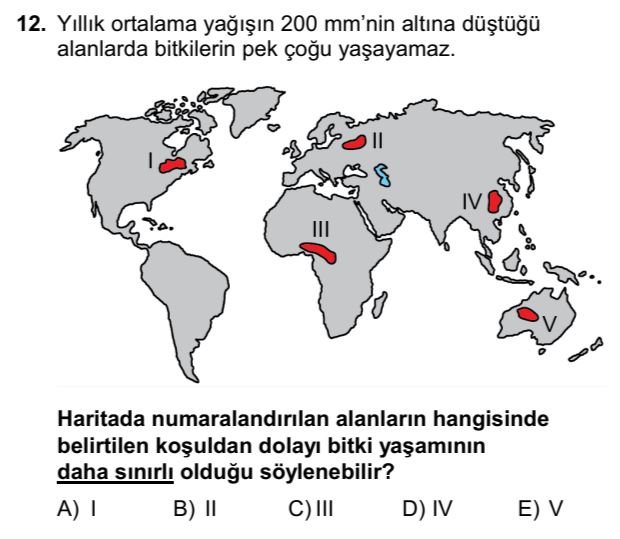 12. Yıllık ortalama yağışın 200 mm'nin altına düştüğü
alanlarda bitkilerin pek çoğu yaşayamaz.
I
II
III
IV
V
Haritada numaralandırılan alanların hangisinde
belirtilen koşuldan dolayı bitki yaşamının
daha sınırlı olduğu söylenebilir?
A) I B) II C) III D) IV E) V